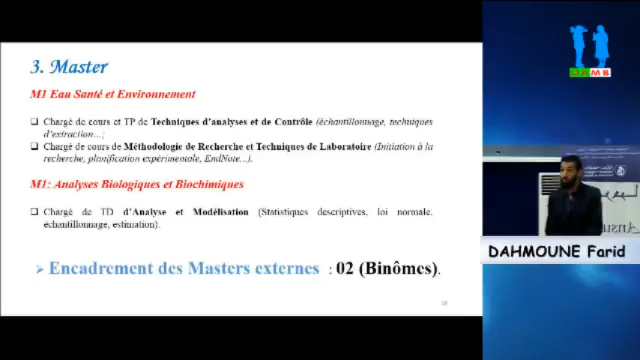 3. Master
M1 Eau Santé et Environnement
Chargé de cours et TP de Techniques d'analyses et de Contrôle (échantillonnage, techniques
d'extraction…;
Chargé de cours de Méthodologie de Recherche et Techniques de Laboratoire (Initiation à la
recherche, planification expérimentale, EndNote…).
M1: Analyses Biologiques et Biochimiques
Chargé de TD d'Analyse et Modélisation (Statistiques descriptives, loi normale,
échantillonnage, estimation).
Encadrement des Masters externes : 02 (Binômes).
DAHMOUNE Farid